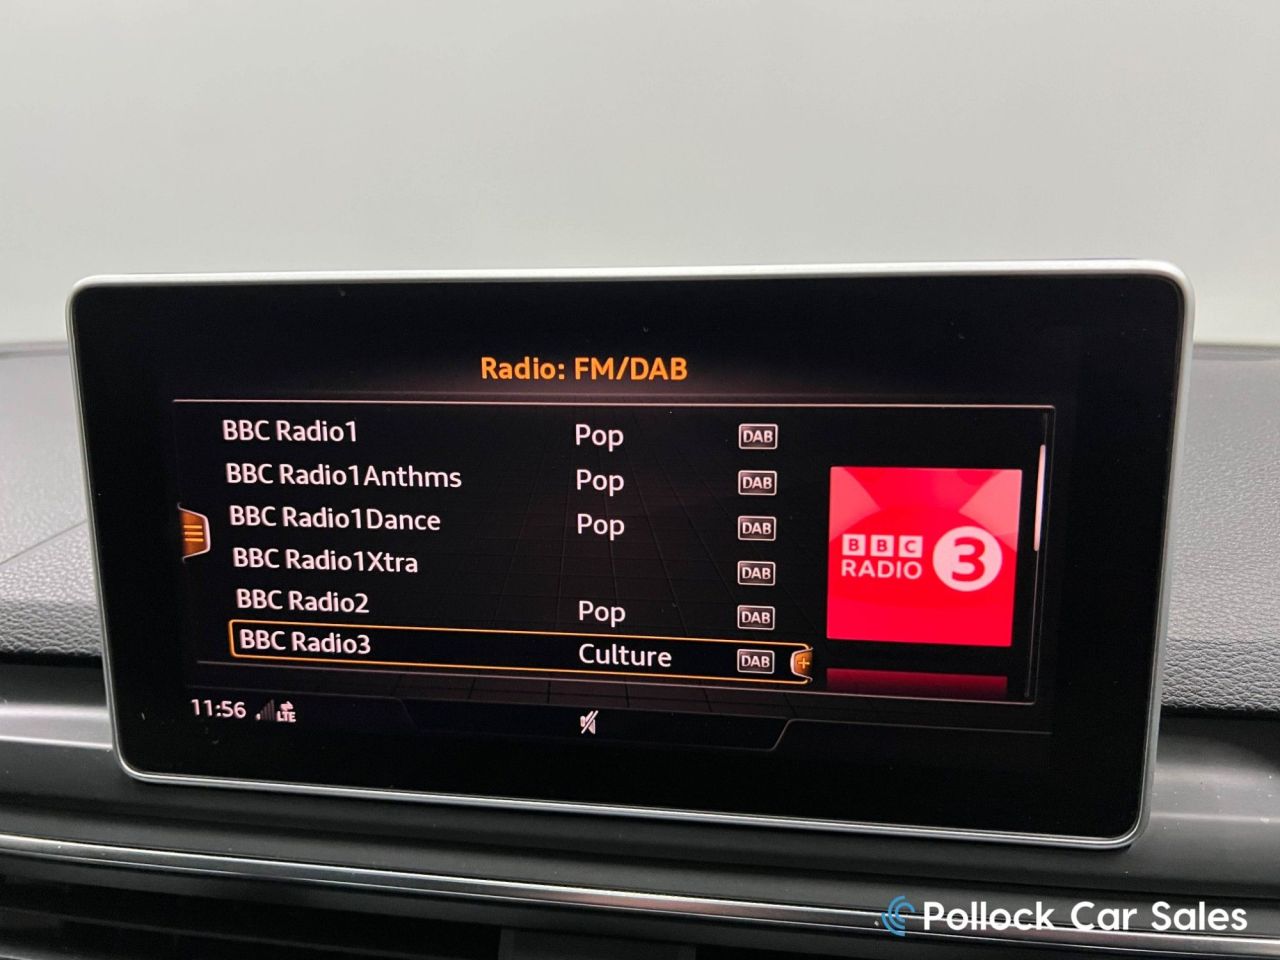 Radio: FM/DAB
BBC Radio1 Pop DAB
BBC Radio1Anthms Pop DAB
BBC Radio1Dance Pop DAB
BBC Radio1Xtra DAB
BBC Radio2 Pop DAB
BBC Radio3 Culture DAB
BBC
RADIO 3
11:56 LTE
Pollock Car Sales